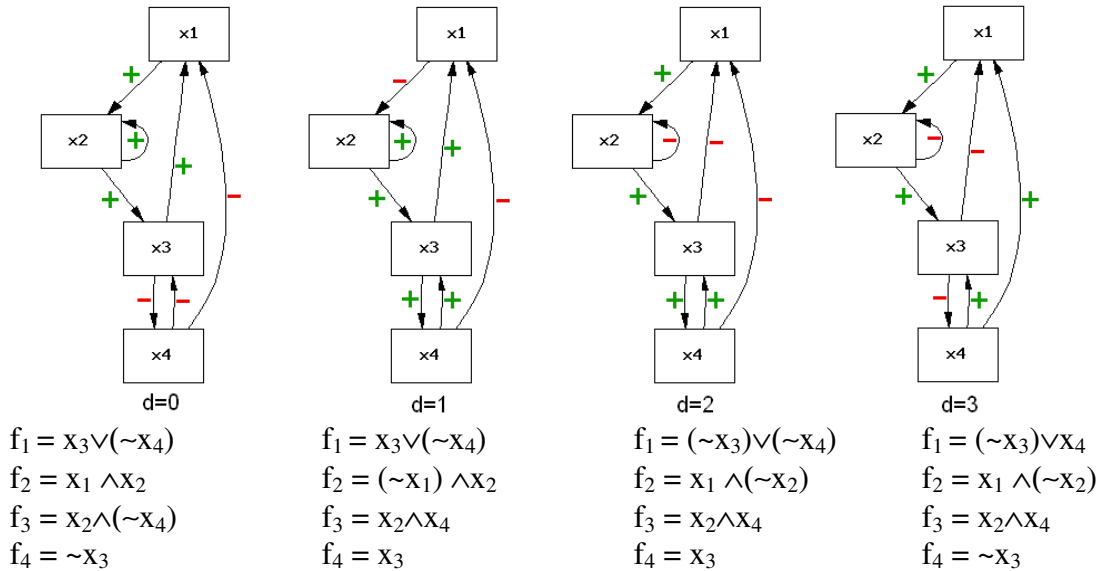 x1 x1 x1 x1
+ − + +
x2 x2 x2 x2
+ + − −
+ + − −
− − − +
+ + + +
x3 x3 x3 x3
− − + + + + − +
x4 x4 x4 x4
d=0 d=1 d=2 d=3
f₁ = x₃∨(~x₄) f₁ = x₃∨(~x₄) f₁ = (~x₃)∨(~x₄) f₁ = (~x₃)∨x₄
f₂ = x₁ ∧x₂ f₂ = (~x₁) ∧x₂ f₂ = x₁ ∧(~x₂) f₂ = x₁ ∧(~x₂)
f₃ = x₂∧(~x₄) f₃ = x₂∧x₄ f₃ = x₂∧x₄ f₃ = x₂∧x₄
f₄ = ~x₃ f₄ = x₃ f₄ = x₃ f₄ = ~x₃